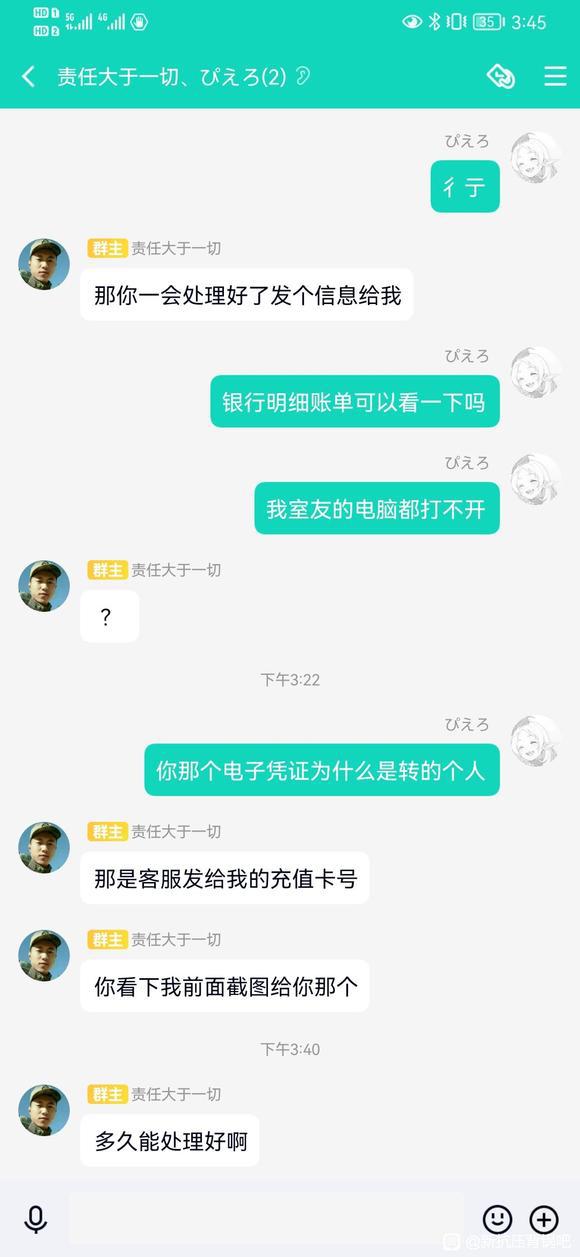 HD 1 5G 4G 35 3:45
HD 2
责任大于一切、ぴえろ(2)
ぴえろ
彳亍
群主 责任大于一切
那你一会处理好了发个信息给我
ぴえろ
银行明细账单可以看一下吗
ぴえろ
我室友的电脑都打不开
群主 责任大于一切
？
下午3:22
ぴえろ
你那个电子凭证为什么是转的个人
群主 责任大于一切
那是客服发给我的充值卡号
群主 责任大于一切
你看下我前面截图给你那个
下午3:40
群主 责任大于一切
多久能处理好啊
@新抗压背锅吧